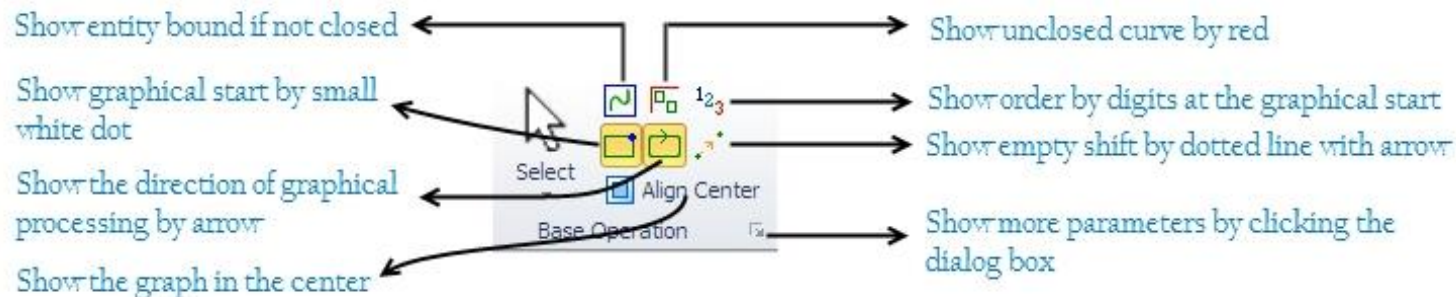 Show entity bound if not closed
Show graphical start by small
white dot
Show the direction of graphical
processing by arrow
Show the graph in the center
123
Select
Align Center
Base Operation
Show unclosed curve by red
Show order by digits at the graphical start
Show empty shift by dotted line with arrow
Show more parameters by clicking the
dialog box